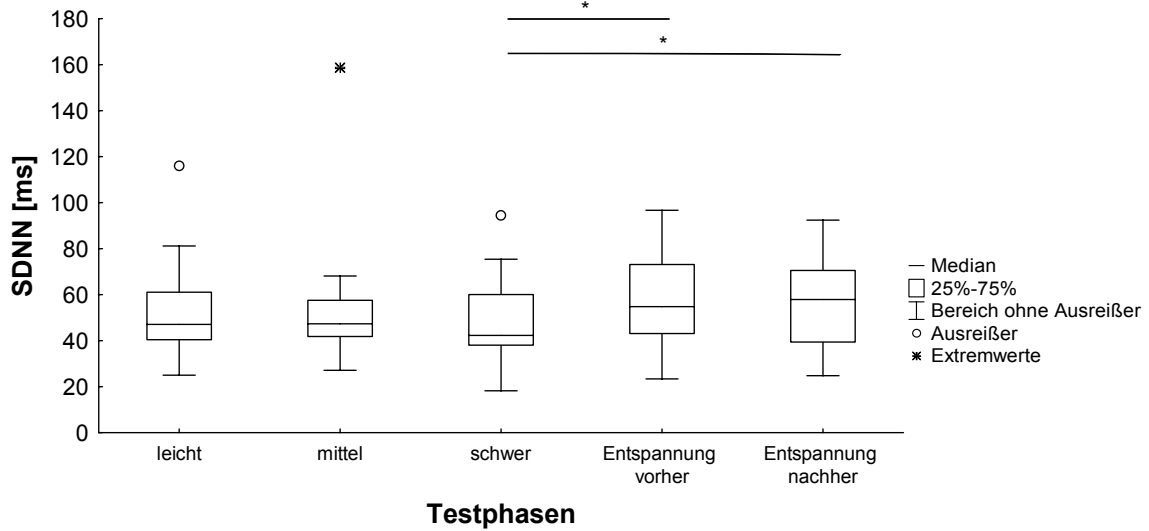 180
160
140
120
100
80
60
40
20
0
SDNN [ms]
*
*
leicht
mittel
schwer
Entspannung
vorher
Entspannung
nachher
Testphasen
Median
25%-75%
Bereich ohne Ausreißer
Ausreißer
Extremwerte